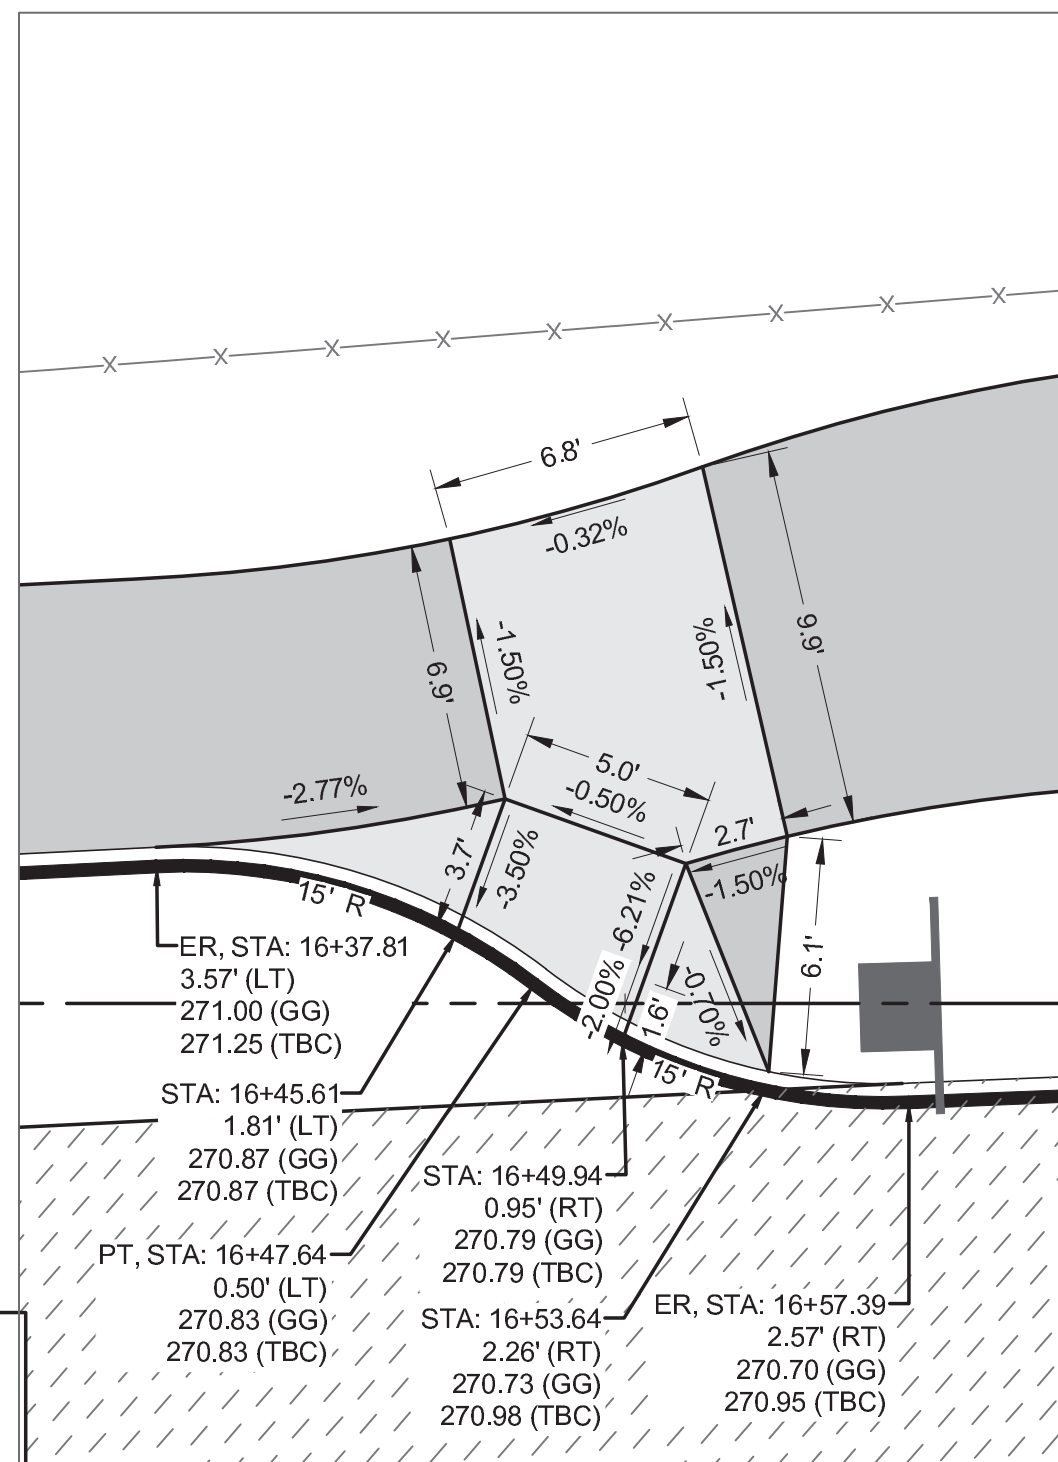 X X X X X X X X X
6.8'
-0.32%
-1.50%
-1.50%
6.9'
9.9'
-2.77%
5.0'
-0.50%
2.7'
-1.50%
3.7'
-3.50%
-6.21%
-2.00%
1.6'
-0.70%
6.1'
15' R
15' R
ER, STA: 16+37.81
3.57' (LT)
271.00 (GG)
271.25 (TBC)
STA: 16+45.61
1.81' (LT)
270.87 (GG)
270.87 (TBC)
PT, STA: 16+47.64
0.50' (LT)
270.83 (GG)
270.83 (TBC)
STA: 16+49.94
0.95' (RT)
270.79 (GG)
270.79 (TBC)
STA: 16+53.64
2.26' (RT)
270.73 (GG)
270.98 (TBC)
ER, STA: 16+57.39
2.57' (RT)
270.70 (GG)
270.95 (TBC)